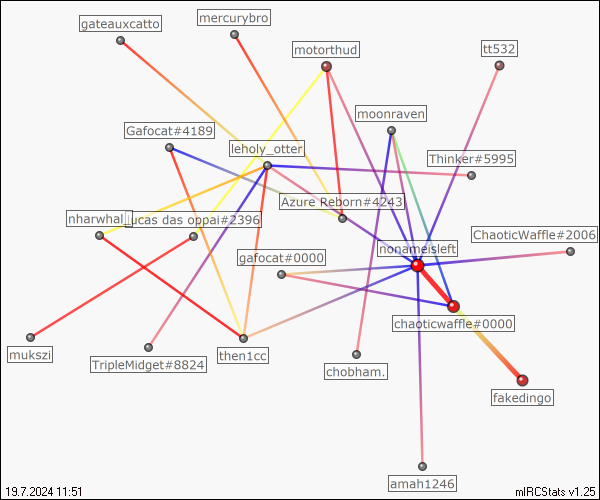 mercurybro
gateauxcatto
motorthud
tt532
moonraven
Gafocat#4189
leholy_otter
Thinker#5995
Azure Reborn#4243
nharwhal_
ucas das oppai#2396
ChaoticWaffle#2006
nonameisleft
gafocat#0000
chaoticwaffle#0000
mukszi
TripleMidget#8824
then1cc
chobham.
fakedingo
amah1246
19.7.2024 11:51
mIRCStats v1.25